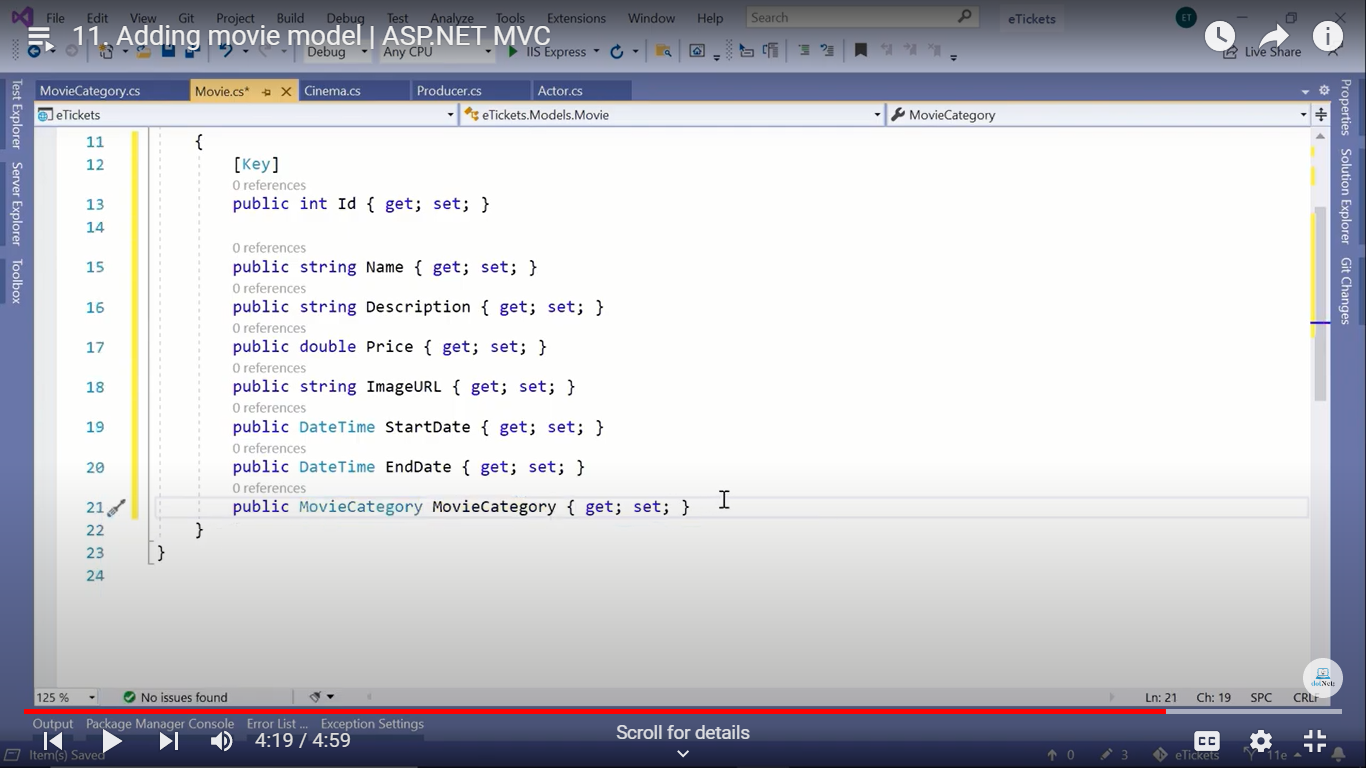 File Edit View Git Project Build Debug Test Analyze Tools Extensions Window Help Search eTickets ET
11. Adding movie model | ASP.NET MVC
Debug Any CPU IIS Express Live Share
MovieCategory.cs Movie.cs* Cinema.cs Producer.cs Actor.cs
eTickets eTickets.Models.Movie MovieCategory
Test Explorer
Server Explorer
Toolbox
Properties
Solution Explorer
Git Changes
11 {
12 [Key]
0 references
13 public int Id { get; set; }
14
0 references
15 public string Name { get; set; }
0 references
16 public string Description { get; set; }
0 references
17 public double Price { get; set; }
0 references
18 public string ImageURL { get; set; }
0 references
19 public DateTime StartDate { get; set; }
0 references
20 public DateTime EndDate { get; set; }
0 references
21 public MovieCategory MovieCategory { get; set; }
22 }
23 }
24
125 % No issues found Ln: 21 Ch: 19 SPC CRLF
Output Package Manager Console Error List ... Exception Settings
Scroll for details
4:19 / 4:59 CC
Item(s) Saved 0 3 eTickets 11e